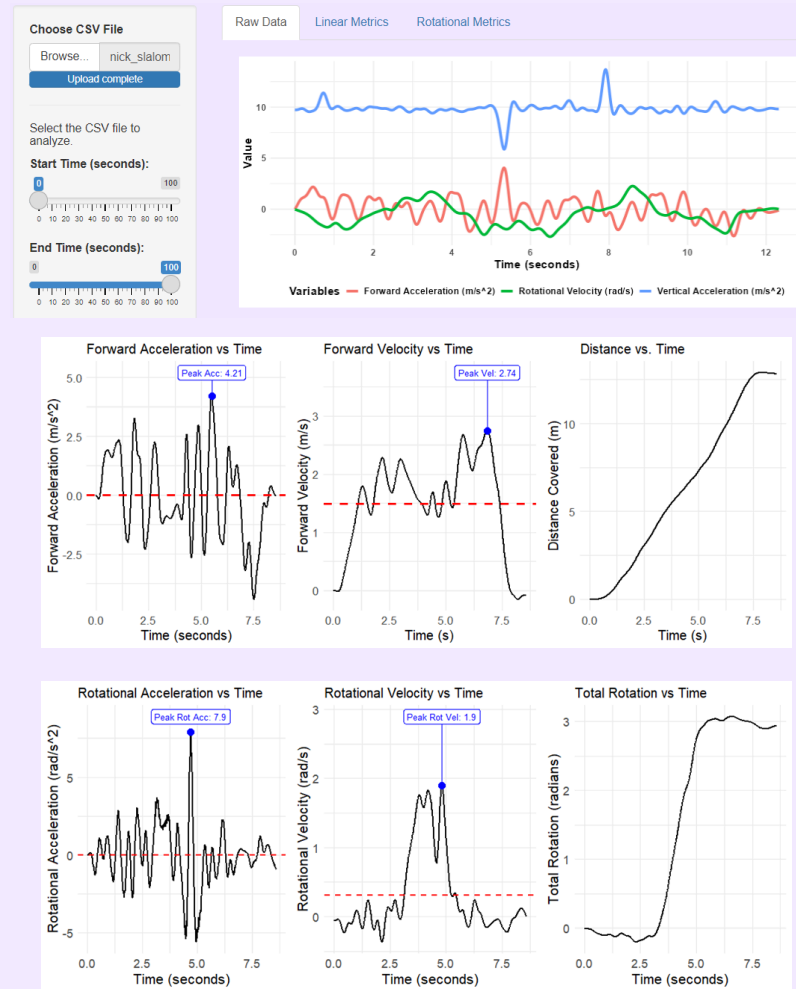 Choose CSV File
Browse... nick_slalom
Upload complete
Select the CSV file to
analyze.
Start Time (seconds):
0 100
0 10 20 30 40 50 60 70 80 90 100
End Time (seconds):
0 100
0 10 20 30 40 50 60 70 80 90 100
Raw Data Linear Metrics Rotational Metrics
Value
10
5
0
0 2 4 6 8 10 12
Time (seconds)
Variables Forward Acceleration (m/s^2) Rotational Velocity (rad/s) Vertical Acceleration (m/s^2)
Forward Acceleration vs Time
Peak Acc: 4.21
Forward Acceleration (m/s^2)
5.0
2.5
0.0
-2.5
0.0 2.5 5.0 7.5
Time (seconds)
Forward Velocity vs Time
Peak Vel: 2.74
Forward Velocity (m/s)
3
2
1
0
0.0 2.5 5.0 7.5
Time (s)
Distance vs. Time
Distance Covered (m)
10
5
0
0.0 2.5 5.0 7.5
Time (s)
Rotational Acceleration vs Time
Peak Rot Acc: 7.9
Rotational Acceleration (rad/s^2)
5
0
-5
0.0 2.5 5.0 7.5
Time (seconds)
Rotational Velocity vs Time
Peak Rot Vel: 1.9
Rotational Velocity (rad/s)
3
2
1
0
0.0 2.5 5.0 7.5
Time (seconds)
Total Rotation vs Time
Total Rotation (radians)
3
2
1
0
0.0 2.5 5.0 7.5
Time (seconds)